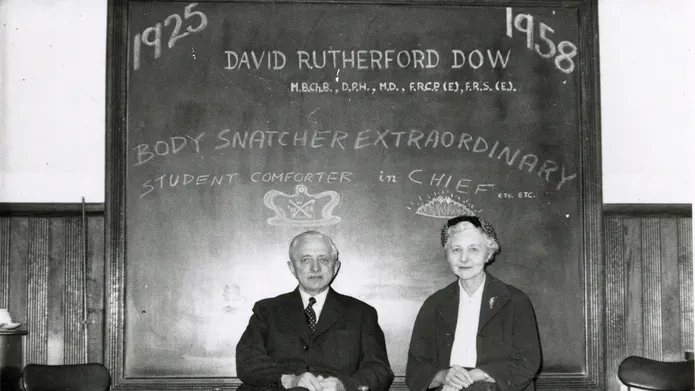 1925
1958
DAVID RUTHERFORD DOW
M.B.Ch.B., D.P.H., M.D., F.R.C.P.(E), F.R.S.(E).
BODY SNATCHER EXTRAORDINARY
STUDENT COMFORTER in CHIEF ETC. ETC.